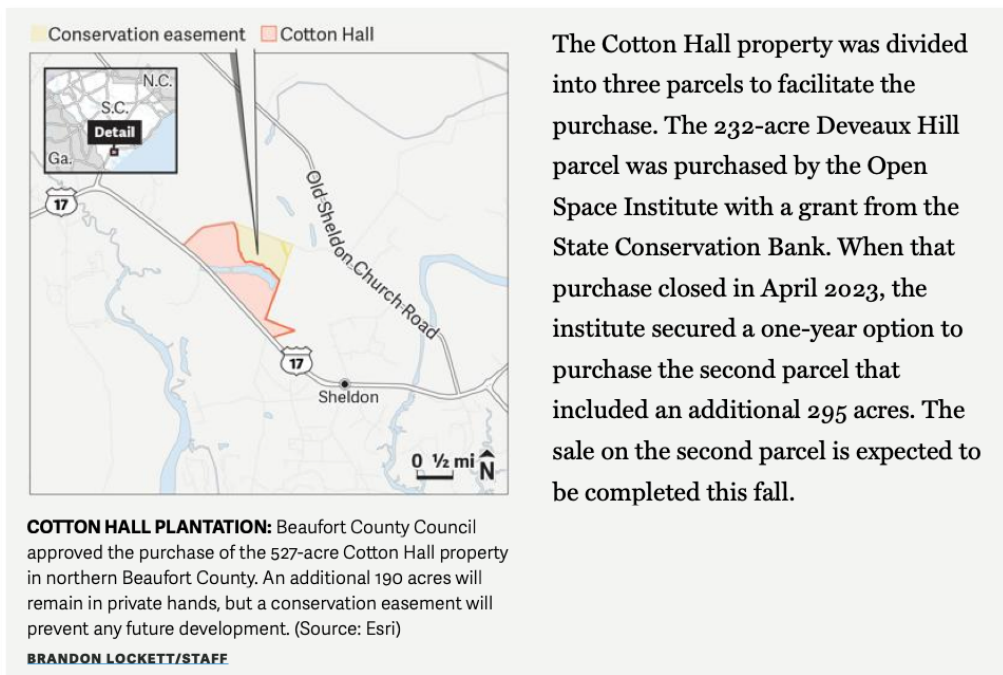 Conservation easement
Cotton Hall
N.C.
S.C.
Detail
Ga.
17
Old Sheldon Church Road
17
Sheldon
0 ½ mi N
COTTON HALL PLANTATION: Beaufort County Council
approved the purchase of the 527-acre Cotton Hall property
in northern Beaufort County. An additional 190 acres will
remain in private hands, but a conservation easement will
prevent any future development. (Source: Esri)
BRANDON LOCKETT/STAFF
The Cotton Hall property was divided
into three parcels to facilitate the
purchase. The 232-acre Deveaux Hill
parcel was purchased by the Open
Space Institute with a grant from the
State Conservation Bank. When that
purchase closed in April 2023, the
institute secured a one-year option to
purchase the second parcel that
included an additional 295 acres. The
sale on the second parcel is expected to
be completed this fall.